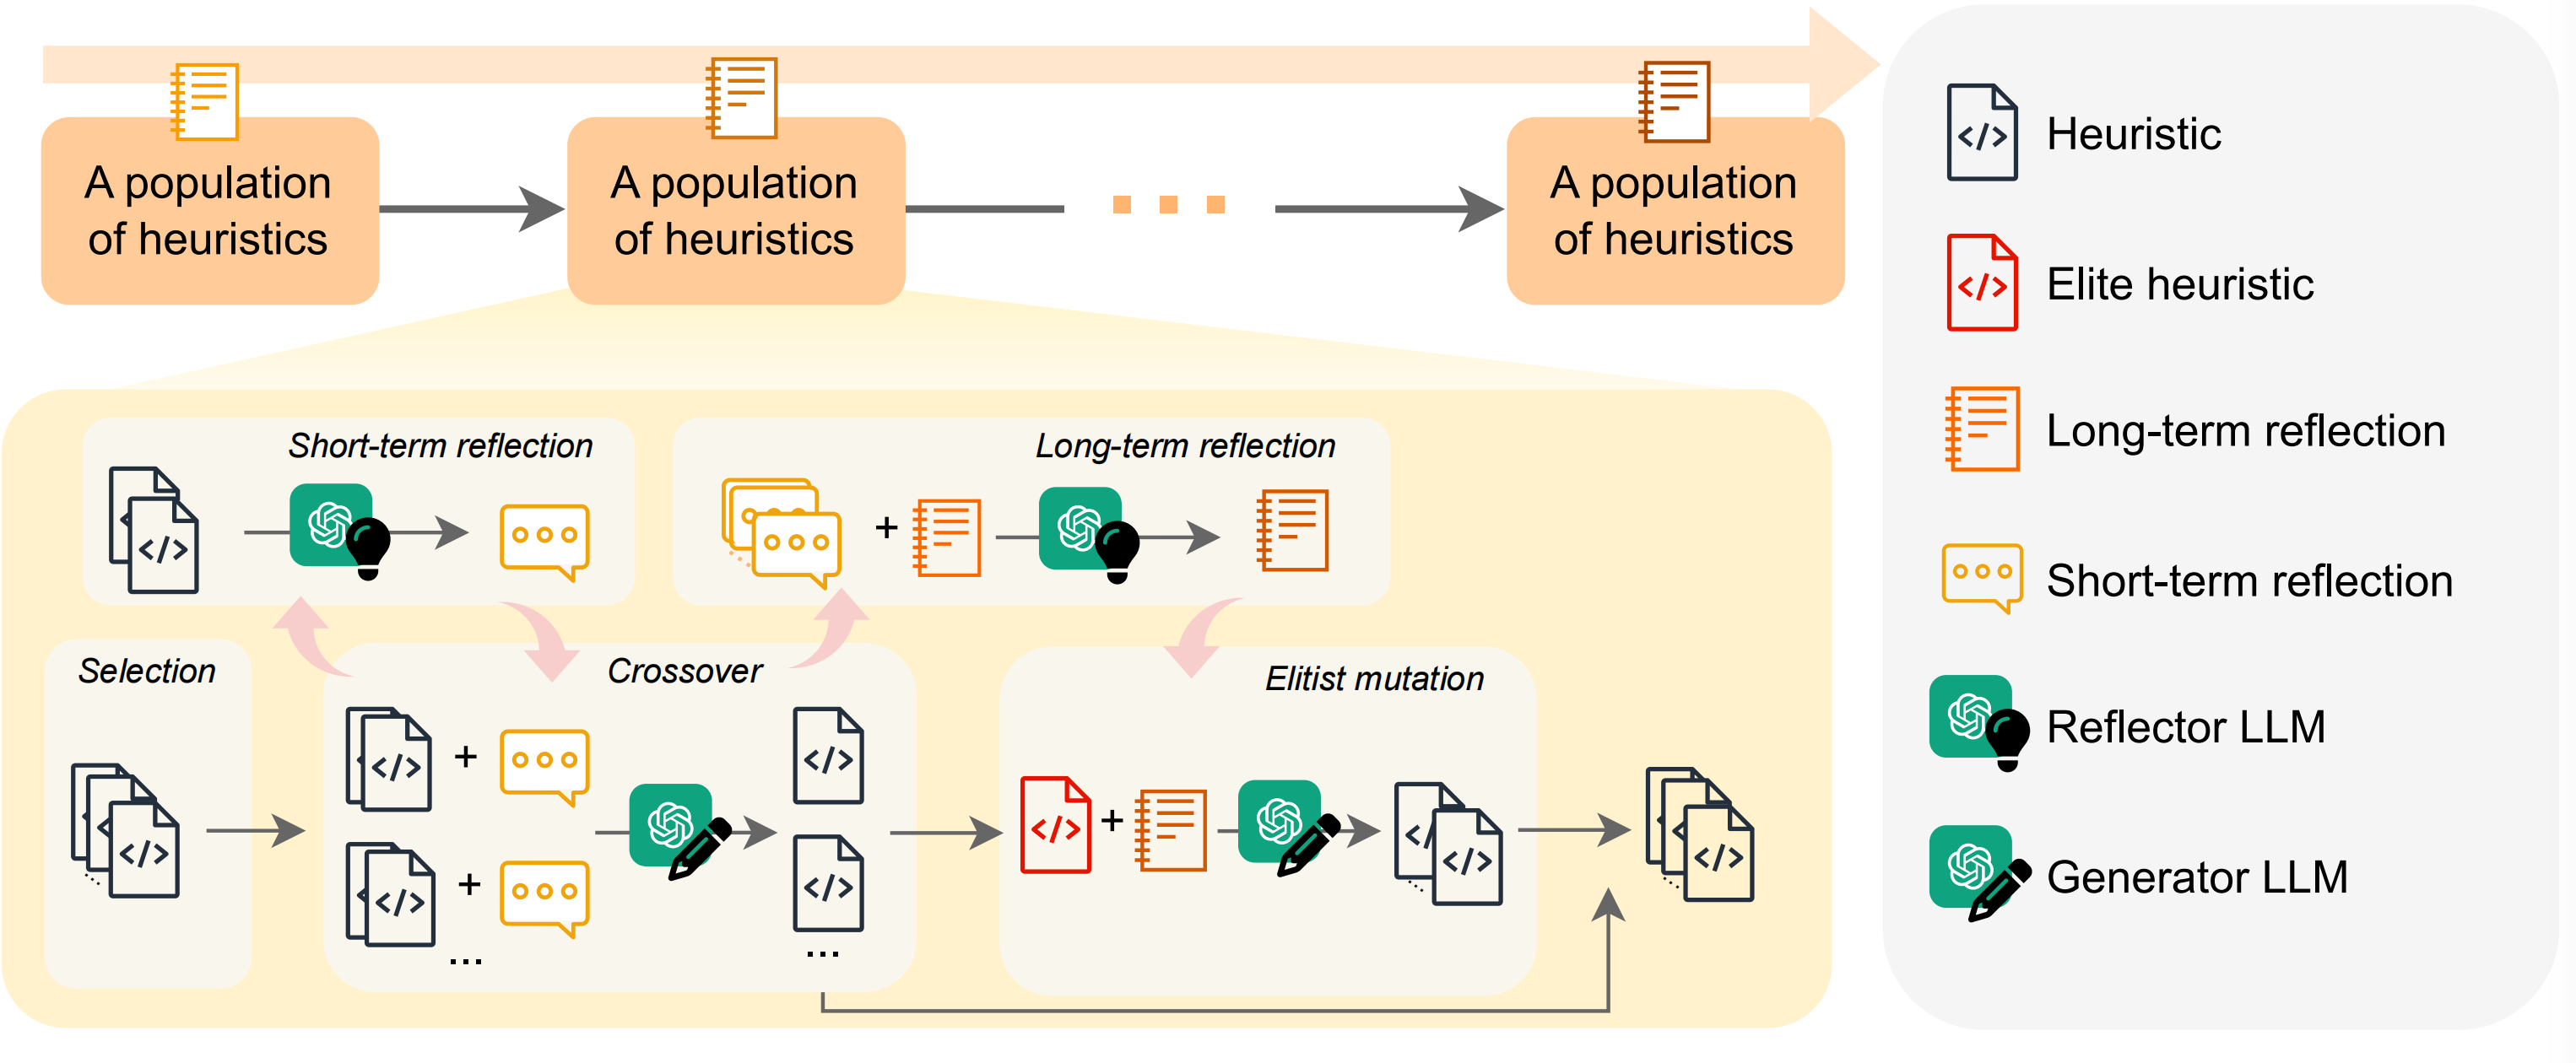 A population
of heuristics
A population
of heuristics
A population
of heuristics
Short-term reflection
Long-term reflection
+
Selection
Crossover
+
+
...
...
Elitist mutation
+
Heuristic
Elite heuristic
Long-term reflection
Short-term reflection
Reflector LLM
Generator LLM